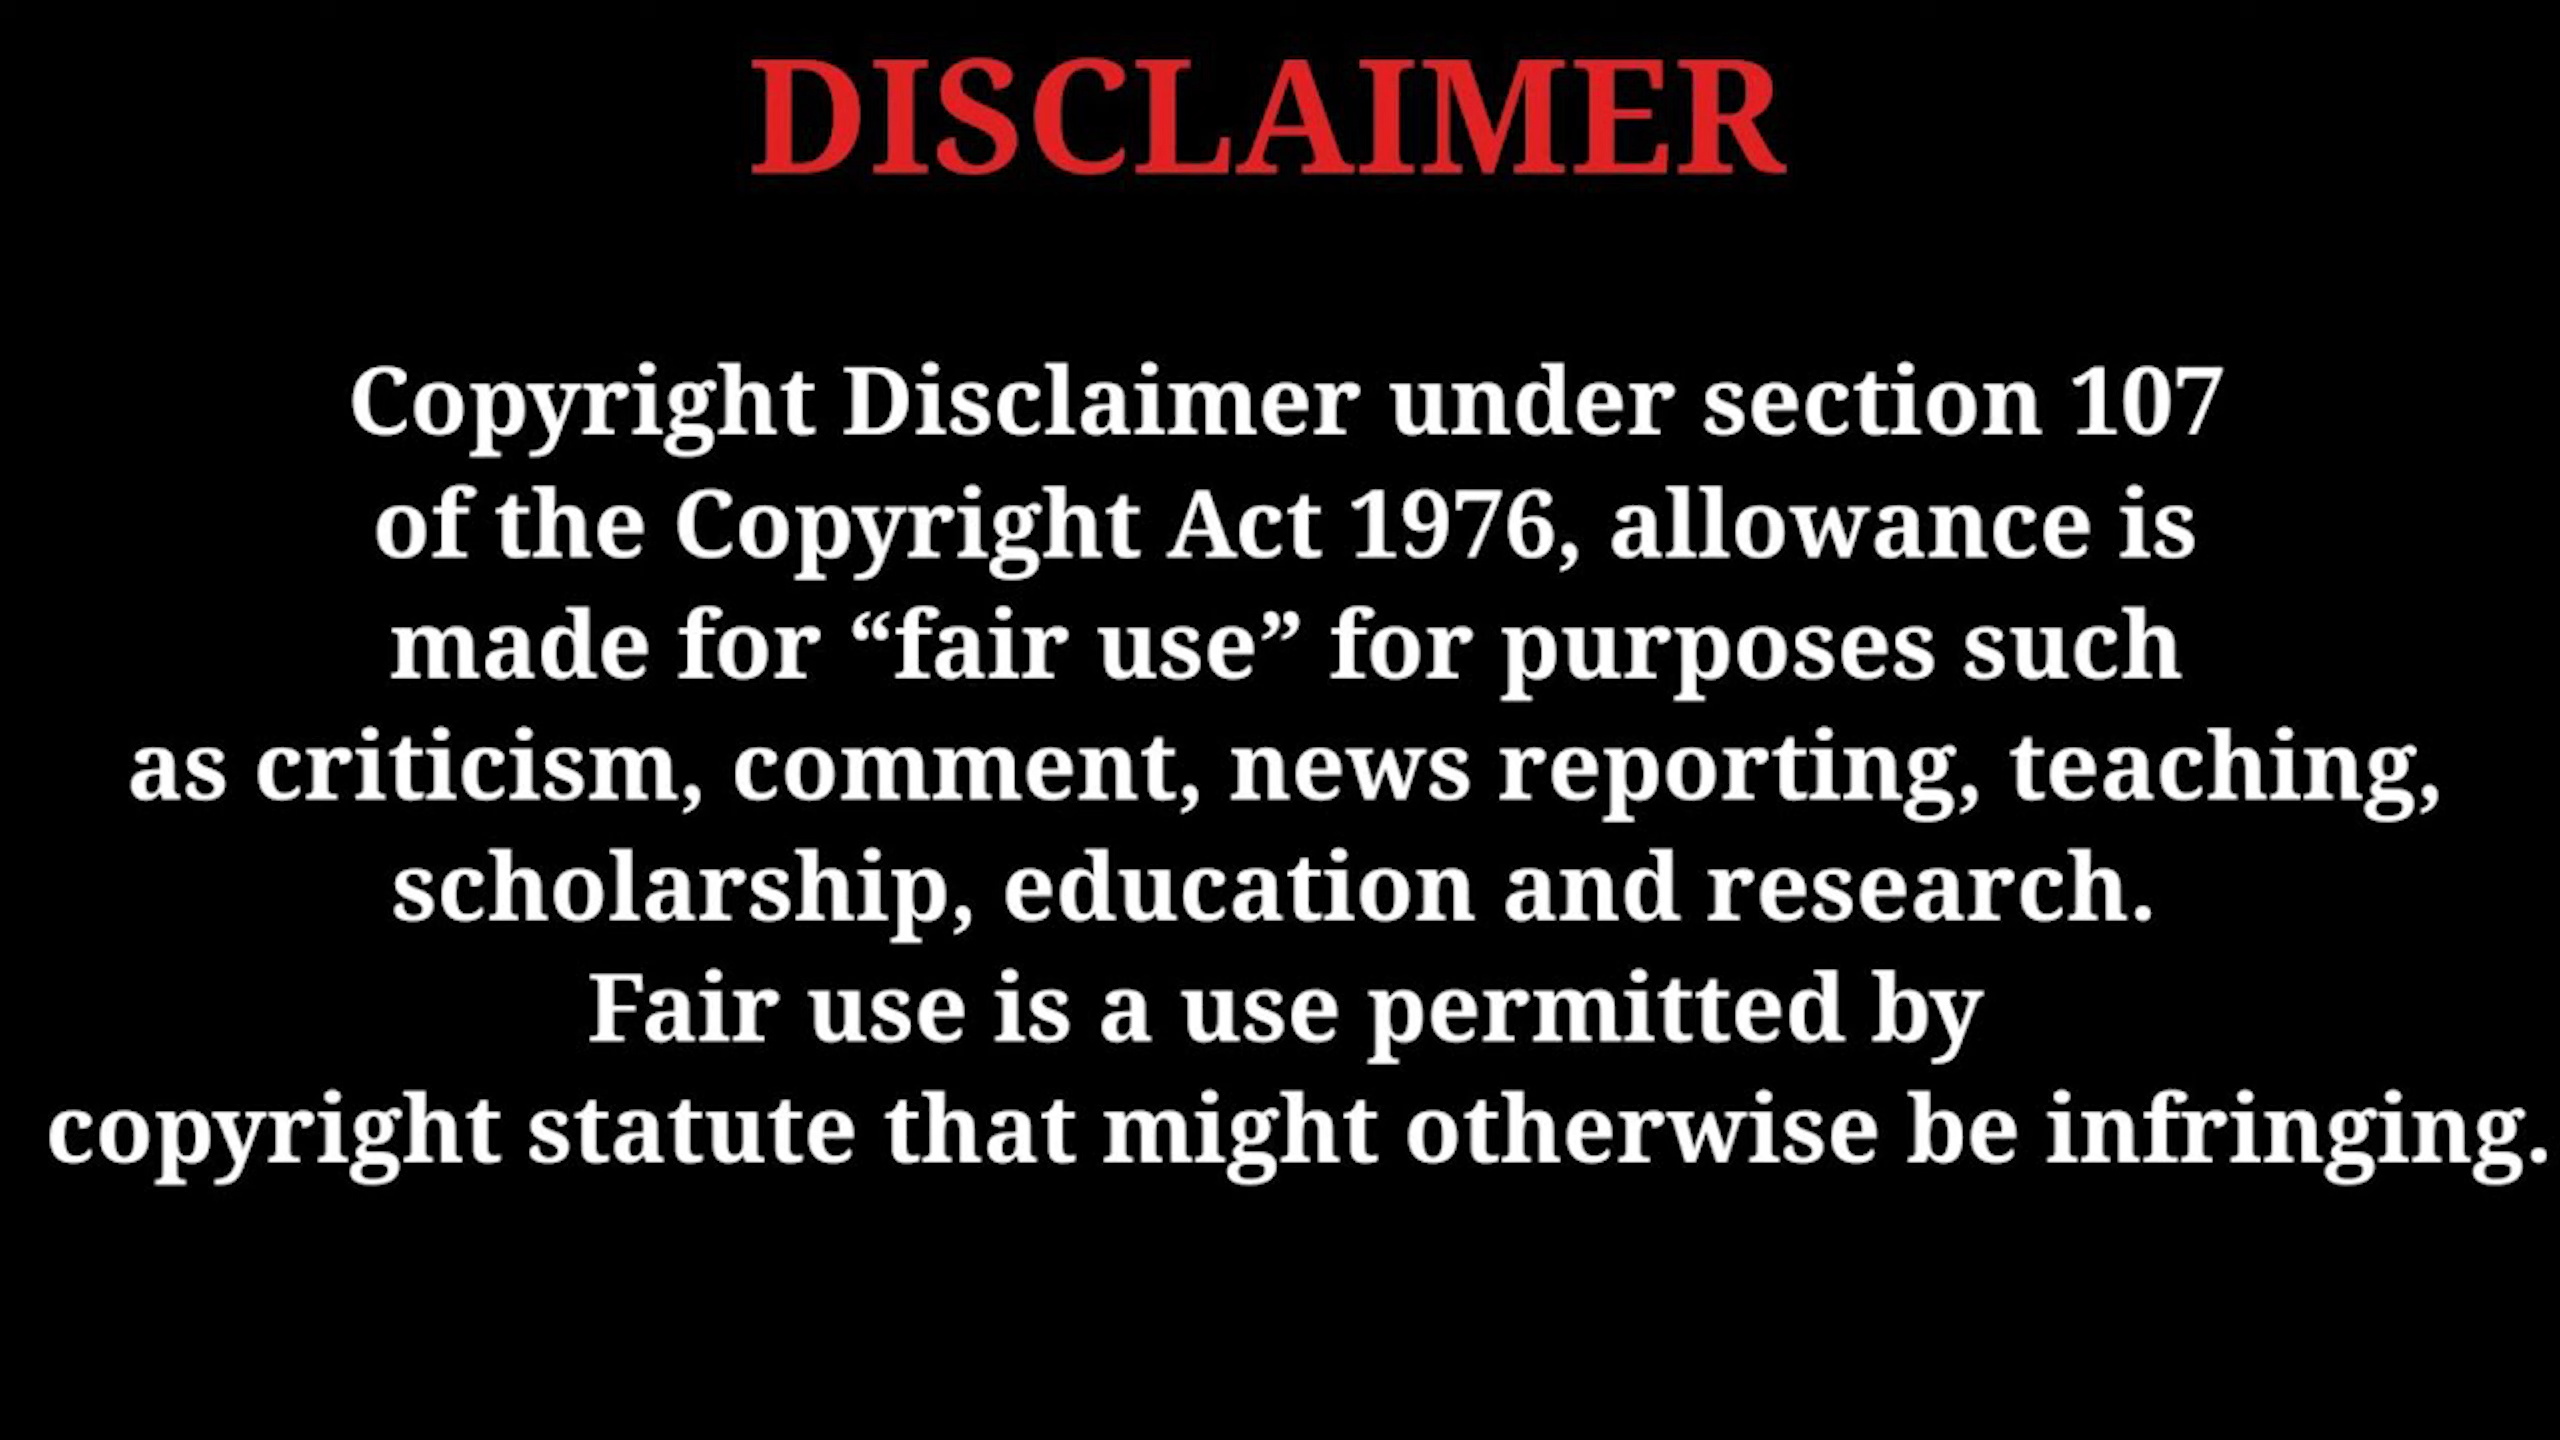 DISCLAIMER
Copyright Disclaimer under section 107
of the Copyright Act 1976, allowance is
made for “fair use” for purposes such
as criticism, comment, news reporting, teaching,
scholarship, education and research.
Fair use is a use permitted by
copyright statute that might otherwise be infringing.